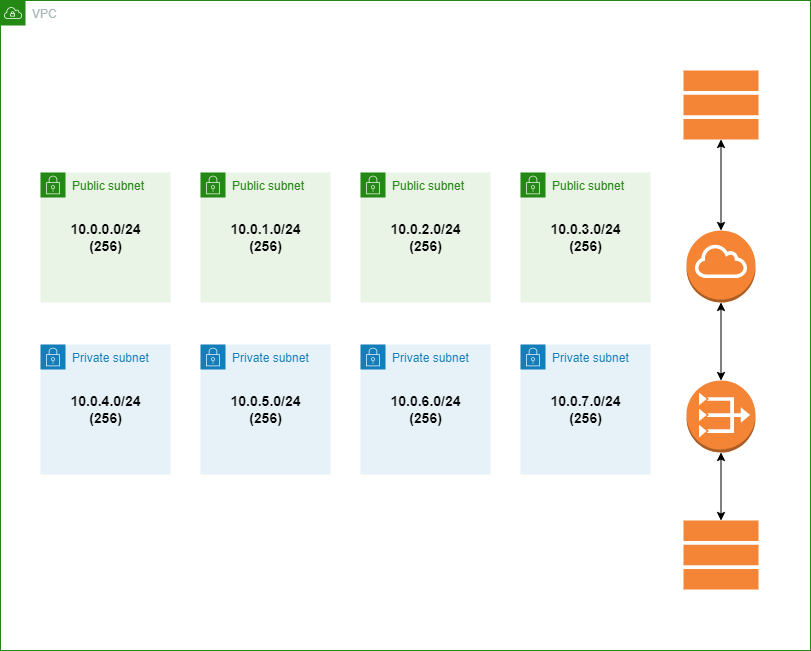 VPC
Public subnet
10.0.0.0/24
(256)
Public subnet
10.0.1.0/24
(256)
Public subnet
10.0.2.0/24
(256)
Public subnet
10.0.3.0/24
(256)
Private subnet
10.0.4.0/24
(256)
Private subnet
10.0.5.0/24
(256)
Private subnet
10.0.6.0/24
(256)
Private subnet
10.0.7.0/24
(256)